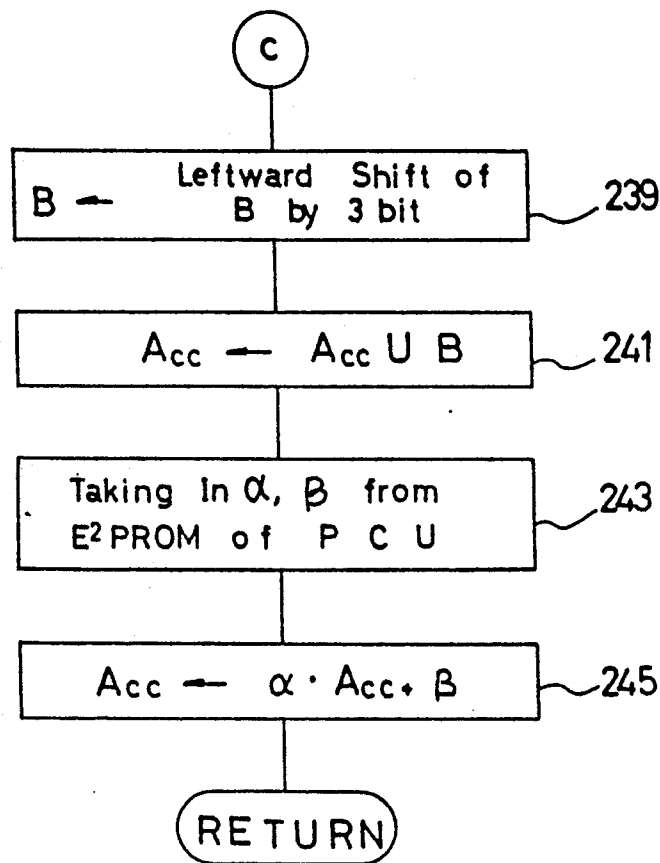 C
Leftward Shift of
B ← B by 3 bit
239
Acc ← Acc U B
241
Taking In α, β from
E²PROM of P C U
243
Acc ← α · Acc + β
245
RETURN